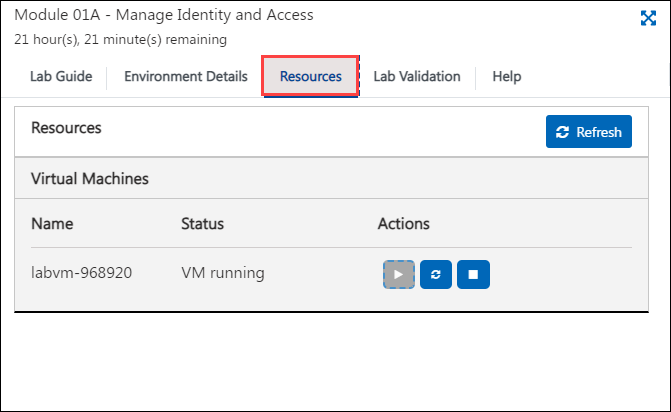 Module 01A - Manage Identity and Access
21 hour(s), 21 minute(s) remaining
Lab Guide Environment Details Resources Lab Validation Help
Resources Refresh
Virtual Machines
Name Status Actions
labvm-968920 VM running